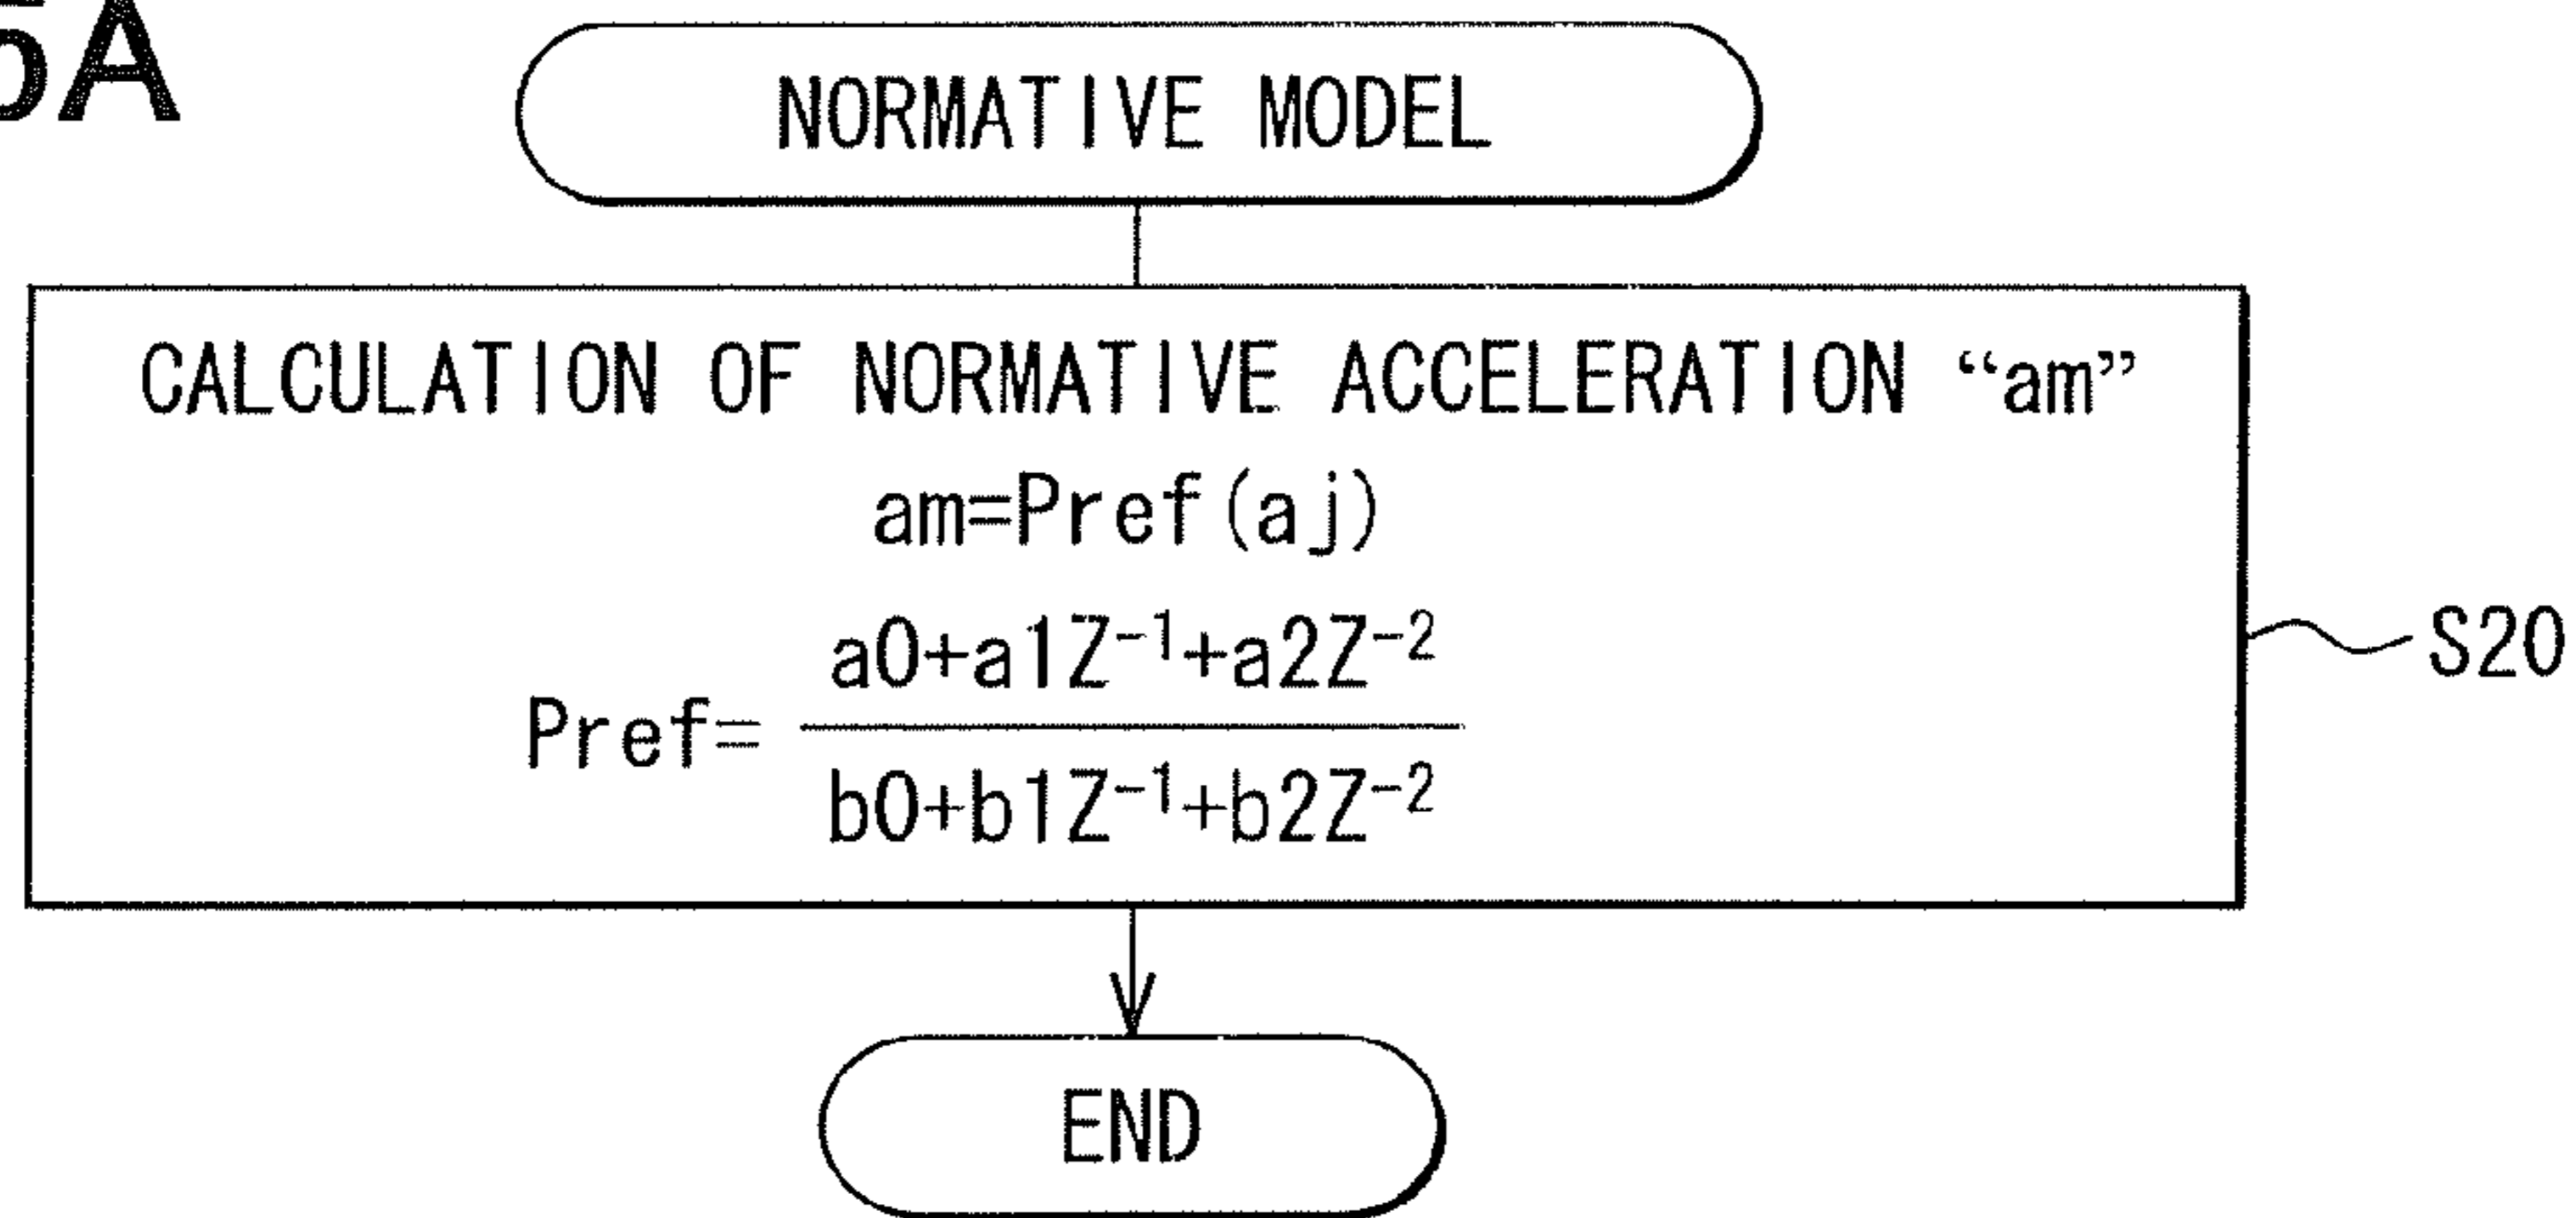 5A
NORMATIVE MODEL
CALCULATION OF NORMATIVE ACCELERATION “am”
am=Pref(aj)
Pref= a0+a1Z⁻¹+a2Z⁻² / b0+b1Z⁻¹+b2Z⁻²
S20
END